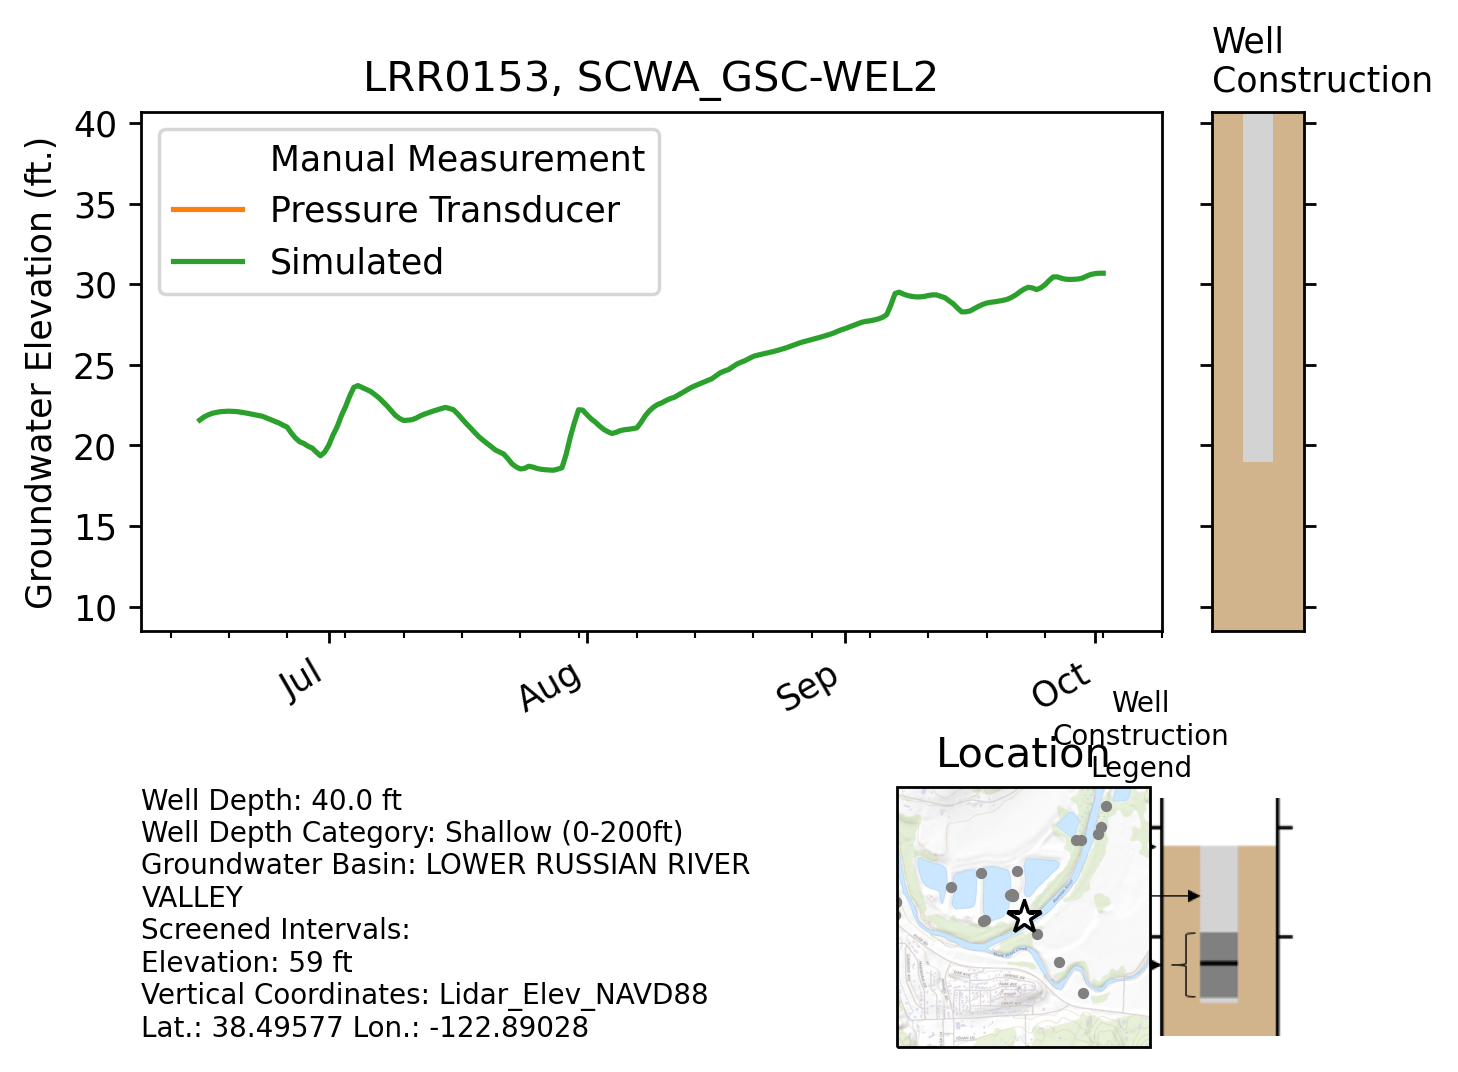 Well
Construction
LRR0153, SCWA_GSC-WEL2
Groundwater Elevation (ft.)
40
35
30
25
20
15
10
Manual Measurement
Pressure Transducer
Simulated
Jul
Aug
Sep
Oct
Well
Construction
Legend
Location
Well Depth: 40.0 ft
Well Depth Category: Shallow (0-200ft)
Groundwater Basin: LOWER RUSSIAN RIVER
VALLEY
Screened Intervals:
Elevation: 59 ft
Vertical Coordinates: Lidar_Elev_NAVD88
Lat.: 38.49577 Lon.: -122.89028